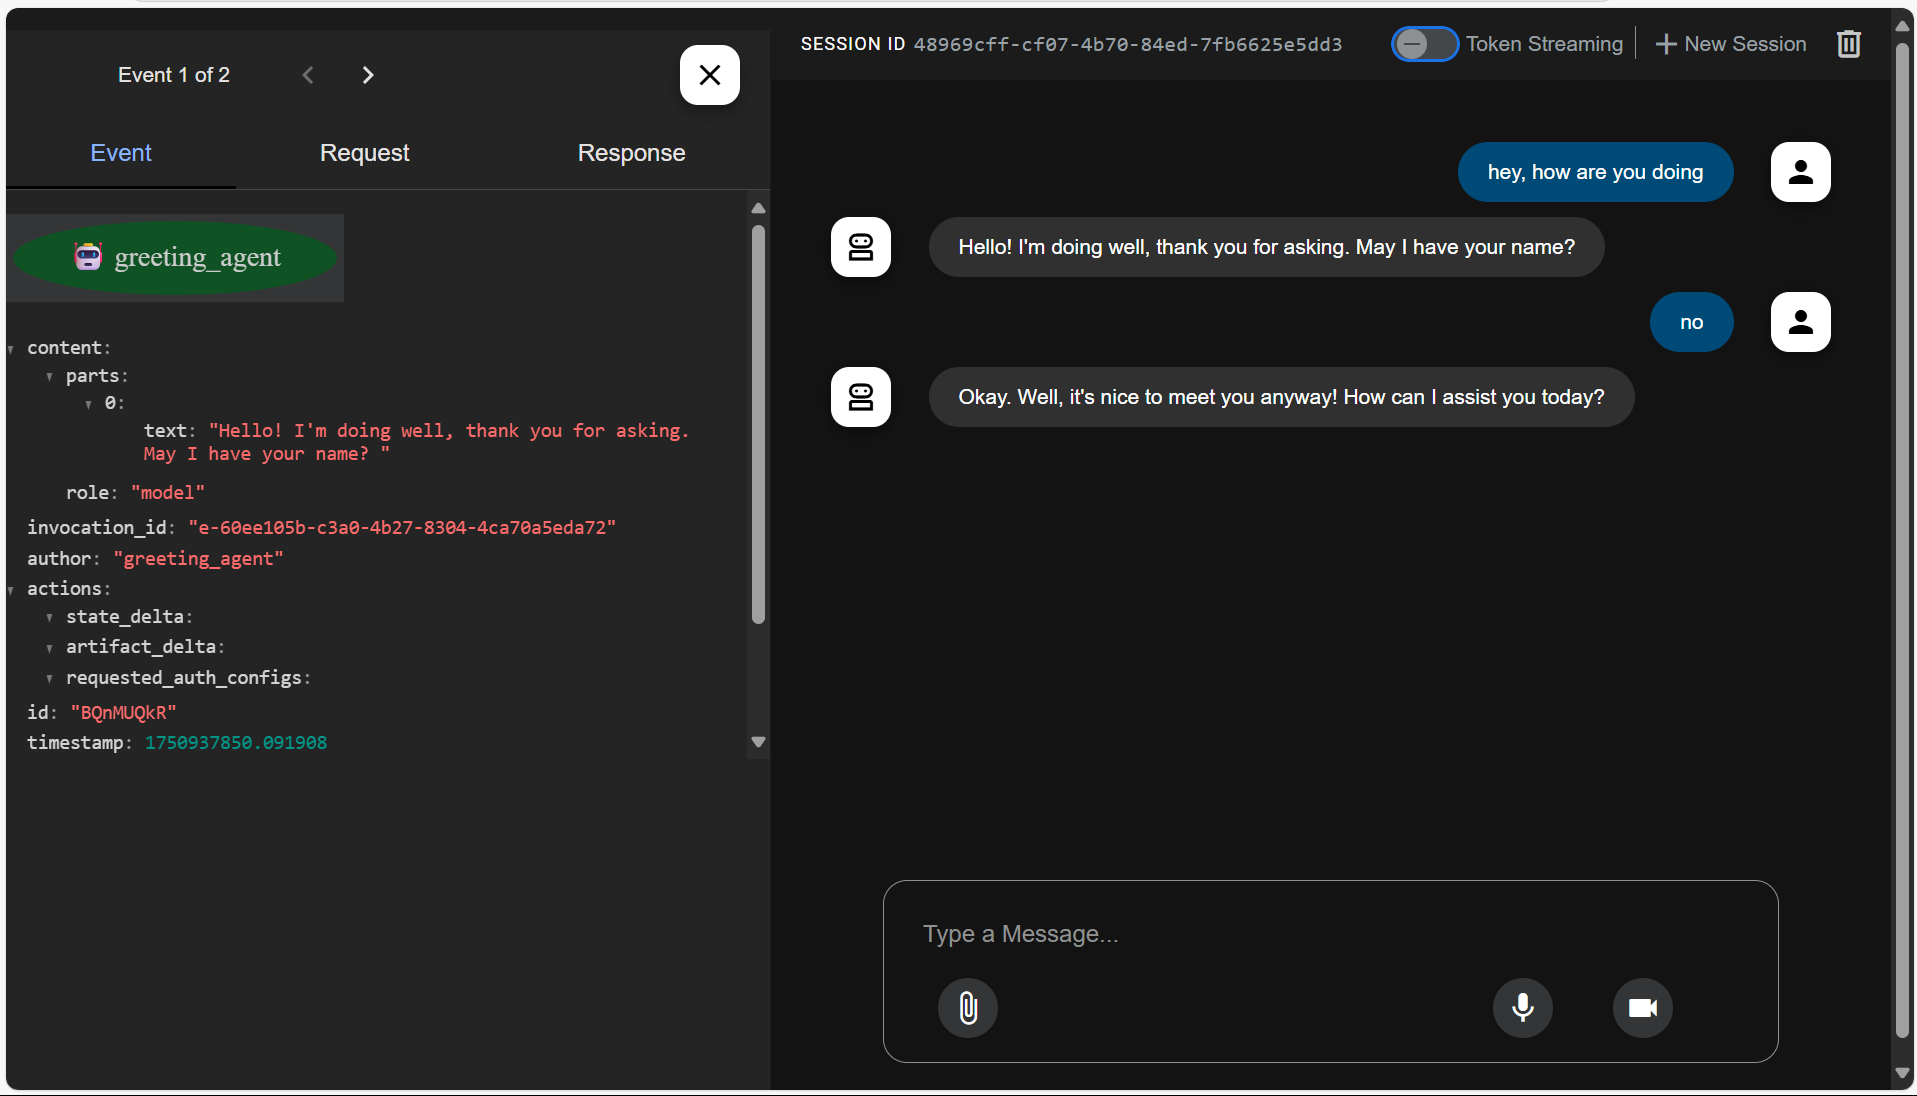 Event 1 of 2
Event
Request
Response
greeting_agent
content:
parts:
0:
text: "Hello! I'm doing well, thank you for asking.
May I have your name? "
role: "model"
invocation_id: "e-60ee105b-c3a0-4b27-8304-4ca70a5eda72"
author: "greeting_agent"
actions:
state_delta:
artifact_delta:
requested_auth_configs:
id: "BQnMUQkR"
timestamp: 1750937850.091908
SESSION ID 48969cff-cf07-4b70-84ed-7fb6625e5dd3
Token Streaming
New Session
hey, how are you doing
Hello! I'm doing well, thank you for asking. May I have your name?
no
Okay. Well, it's nice to meet you anyway! How can I assist you today?
Type a Message...